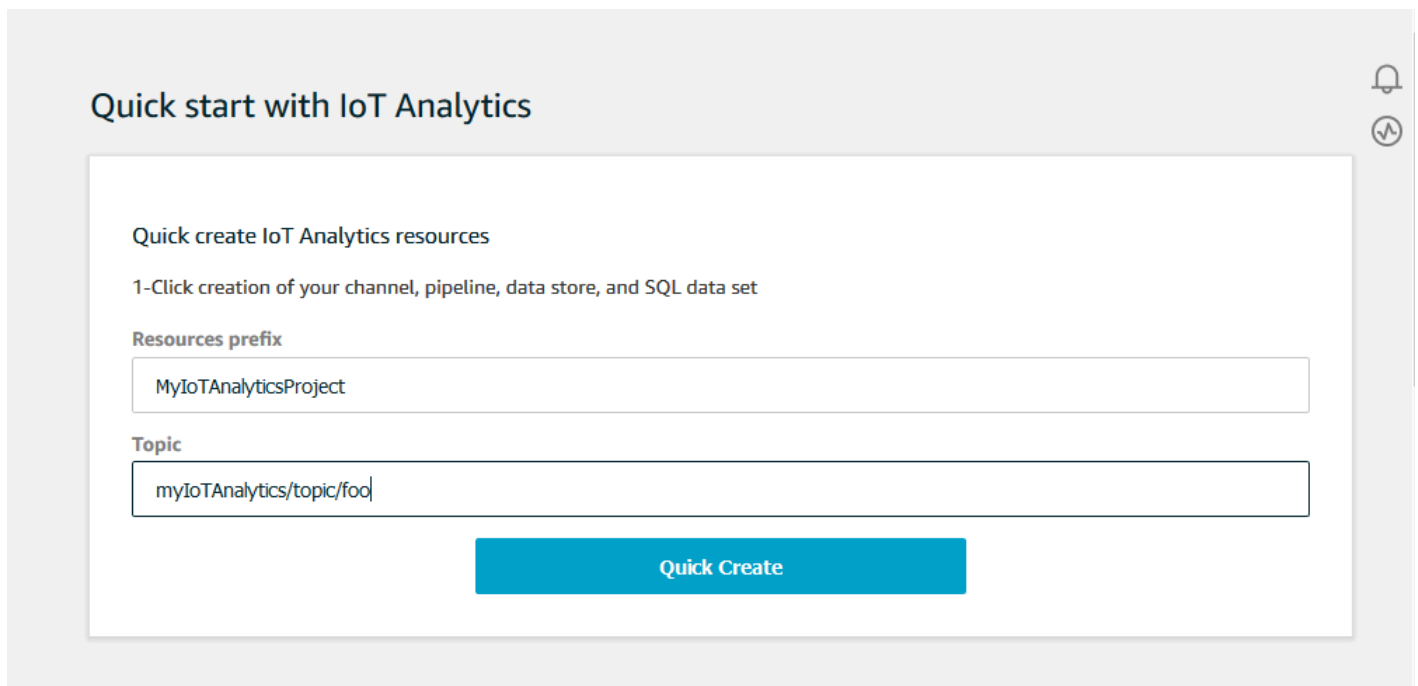 Quick start with IoT Analytics
Quick create IoT Analytics resources
1-Click creation of your channel, pipeline, data store, and SQL data set
Resources prefix
MyIoTAnalyticsProject
Topic
myIoTAnalytics/topic/foo
Quick Create